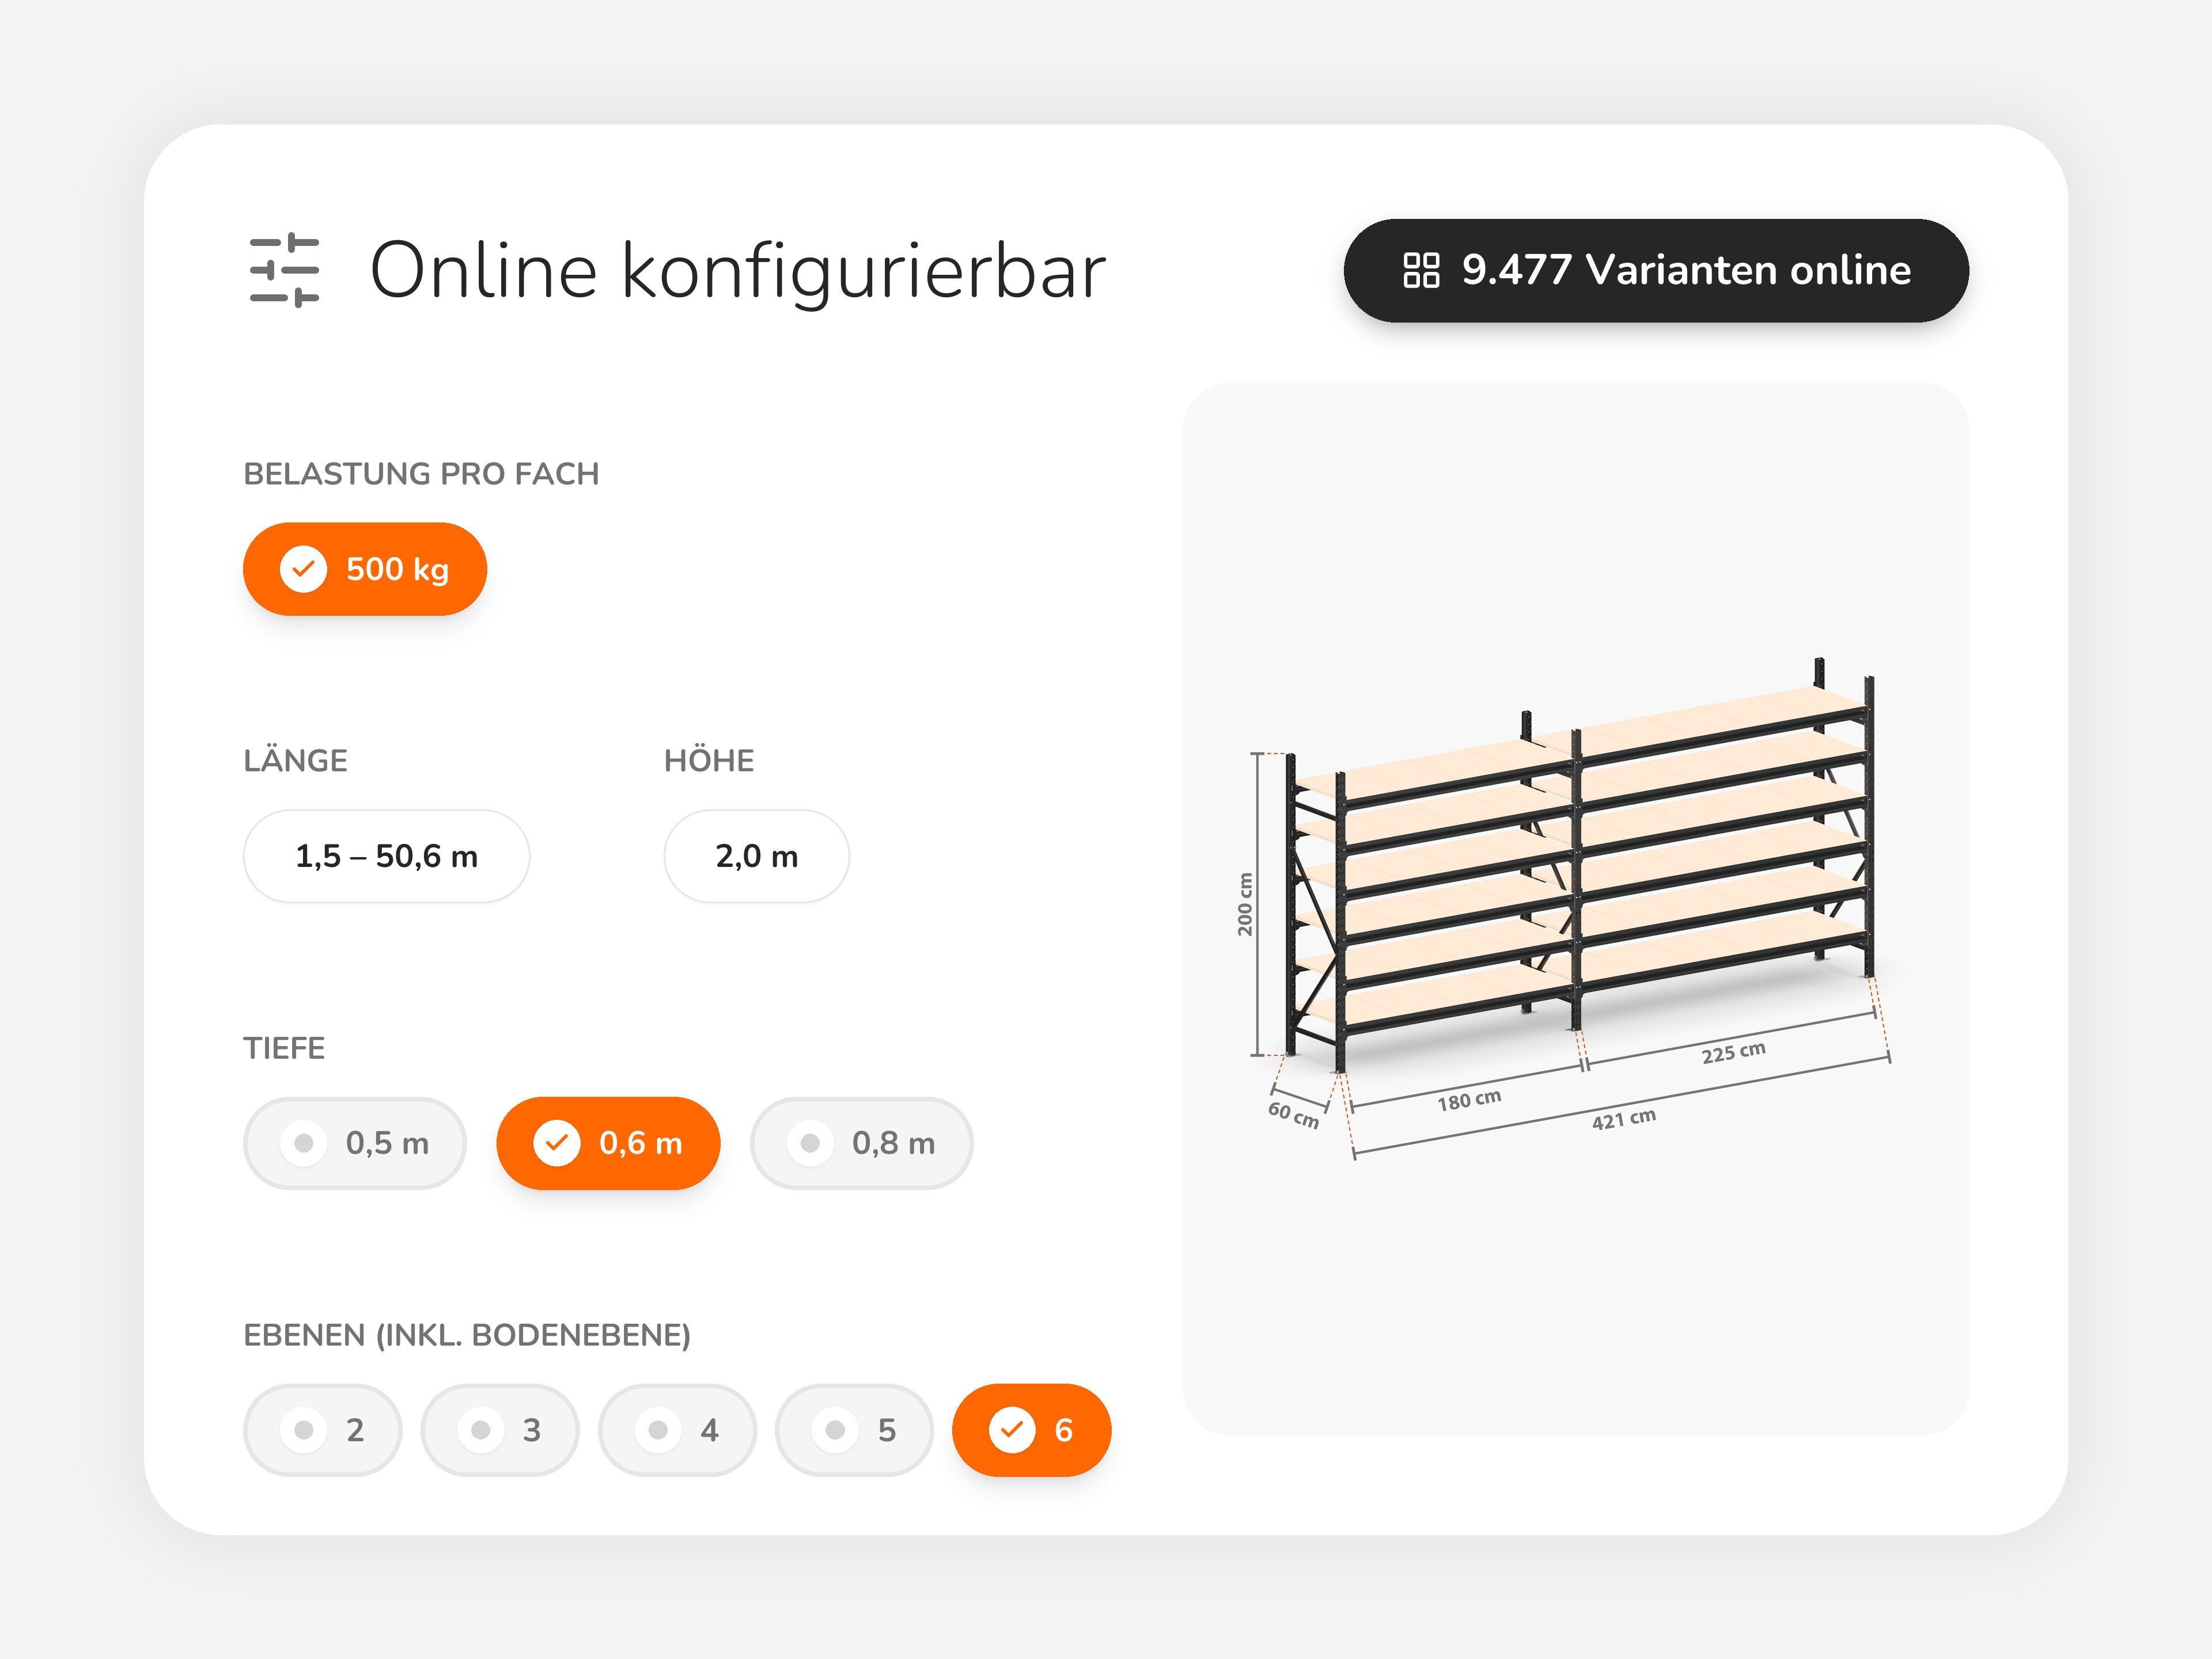 Online konfigurierbar
9.477 Varianten online
BELASTUNG PRO FACH
500 kg
LÄNGE
HÖHE
1,5 – 50,6 m
2,0 m
TIEFE
0,5 m
0,6 m
0,8 m
EBENEN (INKL. BODENEBENE)
2
3
4
5
6
200 cm
60 cm
180 cm
225 cm
421 cm